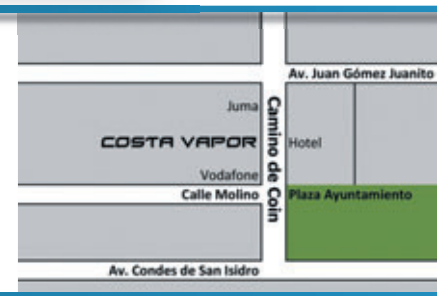 Av. Juan Gómez Juanito
Juma
COSTA VAPOR
Hotel
Vodafone
Camino de Coin
Calle Molino
Plaza Ayuntamiento
Av. Condes de San Isidro